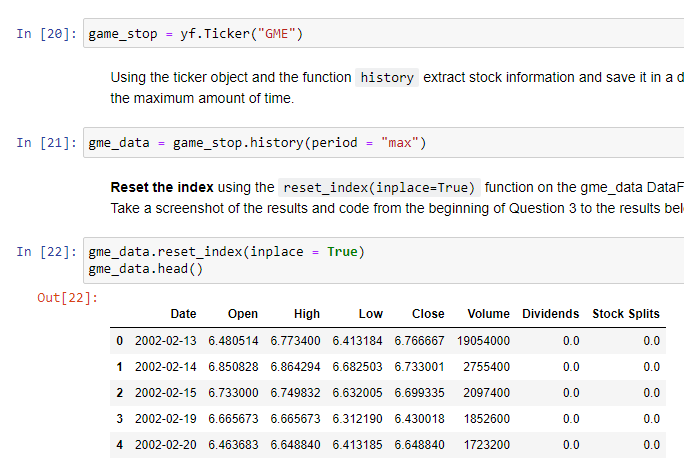 In [20]: game_stop = yf.Ticker("GME")
Using the ticker object and the function history extract stock information and save it in a d
the maximum amount of time.
In [21]: gme_data = game_stop.history(period = "max")
Reset the index using the reset_index(inplace=True) function on the gme_data DataF
Take a screenshot of the results and code from the beginning of Question 3 to the results bel
In [22]: gme_data.reset_index(inplace = True)
gme_data.head()
Out[22]:
Date Open High Low Close Volume Dividends Stock Splits
0 2002-02-13 6.480514 6.773400 6.413184 6.766667 19054000 0.0 0.0
1 2002-02-14 6.850828 6.864294 6.682503 6.733001 2755400 0.0 0.0
2 2002-02-15 6.733000 6.749832 6.632005 6.699335 2097400 0.0 0.0
3 2002-02-19 6.665673 6.665673 6.312190 6.430018 1852600 0.0 0.0
4 2002-02-20 6.463683 6.648840 6.413185 6.648840 1723200 0.0 0.0